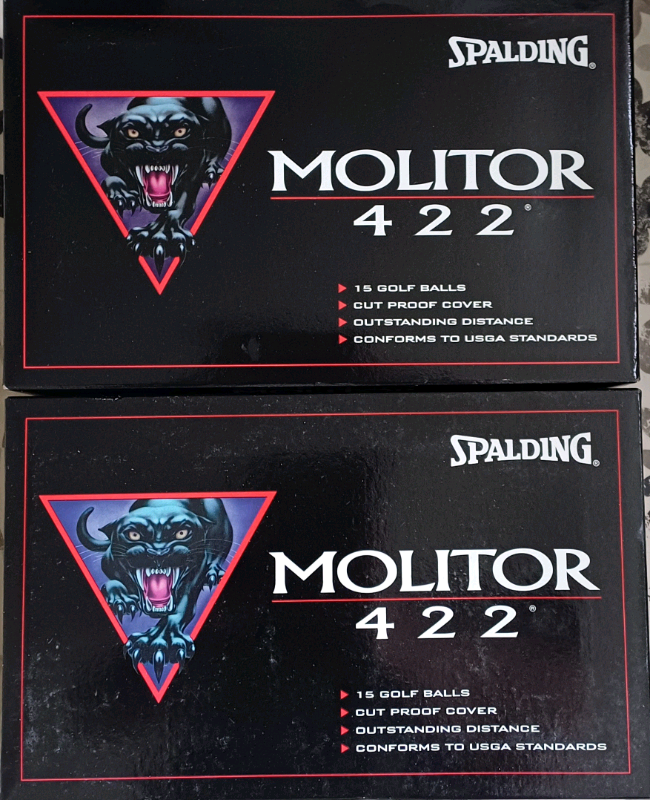 SPALDING®
MOLITOR
422®
15 GOLF BALLS
CUT PROOF COVER
OUTSTANDING DISTANCE
CONFORMS TO USGA STANDARDS
SPALDING®
MOLITOR
422®
15 GOLF BALLS
CUT PROOF COVER
OUTSTANDING DISTANCE
CONFORMS TO USGA STANDARDS